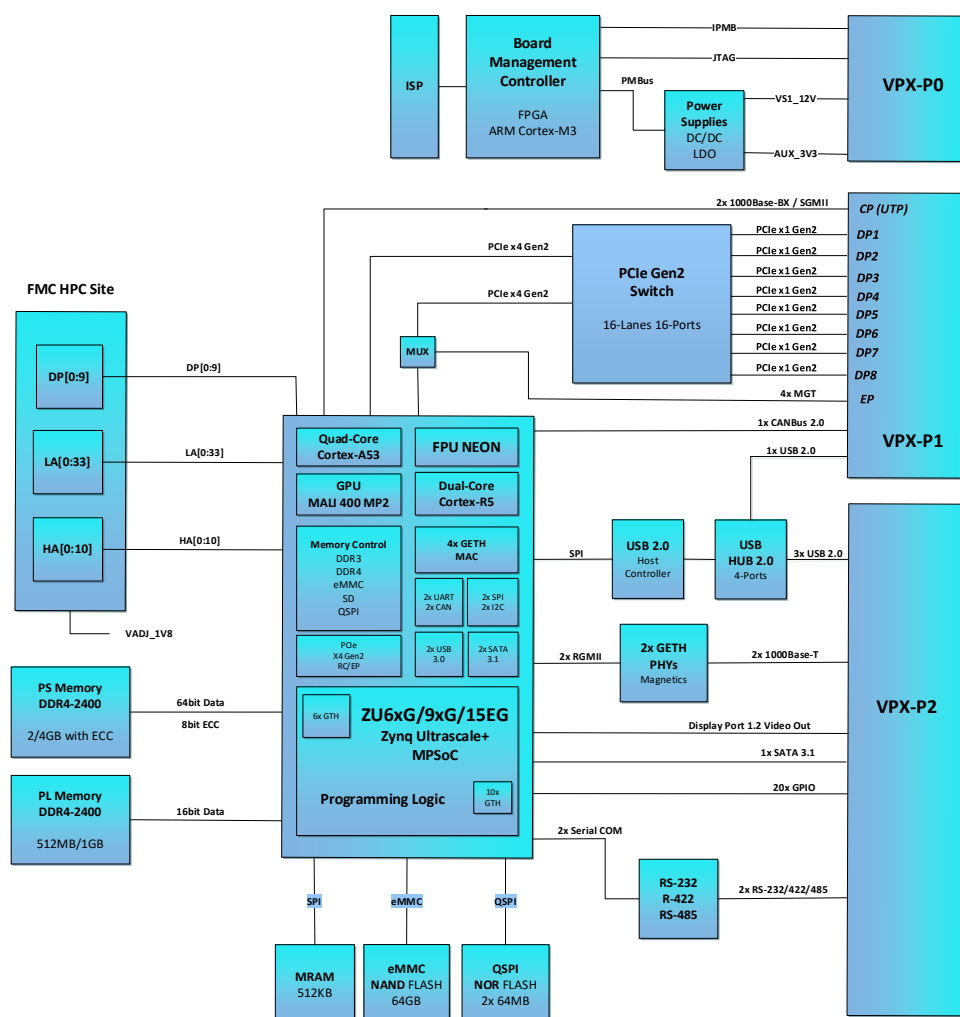 IPMB
Board
Management
Controller
FPGA
ARM Cortex-M3
ISP
JTAG
PMBus
VPX-P0
Power
Supplies
DC/DC
LDO
VS1_12V
AUX_3V3
2x 1000Base-BX / SGMII
CP (UTP)
PCIe x4 Gen2
PCIe x4 Gen2
PCIe Gen2
Switch
16-Lanes 16-Ports
PCIe x1 Gen2
DP1
PCIe x1 Gen2
DP2
PCIe x1 Gen2
DP3
PCIe x1 Gen2
DP4
PCIe x1 Gen2
DP5
PCIe x1 Gen2
DP6
PCIe x1 Gen2
DP7
PCIe x1 Gen2
DP8
4x MGT
EP
MUX
VPX-P1
1x CANBus 2.0
1x USB 2.0
FMC HPC Site
DP[0:9]
DP[0:9]
LA[0:33]
LA[0:33]
HA[0:10]
HA[0:10]
VADJ_1V8
Quad-Core
Cortex-A53
FPU NEON
GPU
MALI 400 MP2
Dual-Core
Cortex-R5
Memory Control
DDR3
DDR4
eMMC
SD
QSPI
4x GETH
MAC
2x UART
2x CAN
2x SPI
2x I2C
PCIe
X4 Gen2
RC/EP
2x USB
3.0
2x SATA
3.1
6x GTH
ZU6xG/9xG/15EG
Zynq Ultrascale+
MPSoC
Programming Logic
10x
GTH
SPI
USB 2.0
Host
Controller
USB
HUB 2.0
4-Ports
3x USB 2.0
2x RGMII
2x GETH
PHYs
Magnetics
2x 1000Base-T
VPX-P2
Display Port 1.2 Video Out
1x SATA 3.1
20x GPIO
2x Serial COM
RS-232
R-422
RS-485
2x RS-232/422/485
PS Memory
DDR4-2400
2/4GB with ECC
64bit Data
8bit ECC
PL Memory
DDR4-2400
512MB/1GB
16bit Data
SPI
eMMC
QSPI
MRAM
512KB
eMMC
NAND FLASH
64GB
QSPI
NOR FLASH
2x 64MB